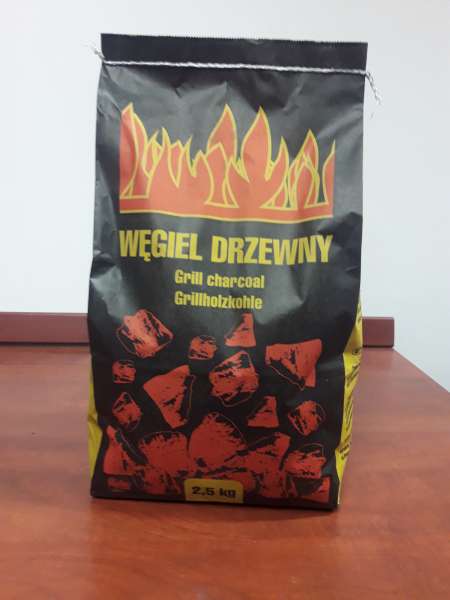 WĘGIEL DRZEWNY
Grill charcoal
Grillholzkohle
2,5 kg